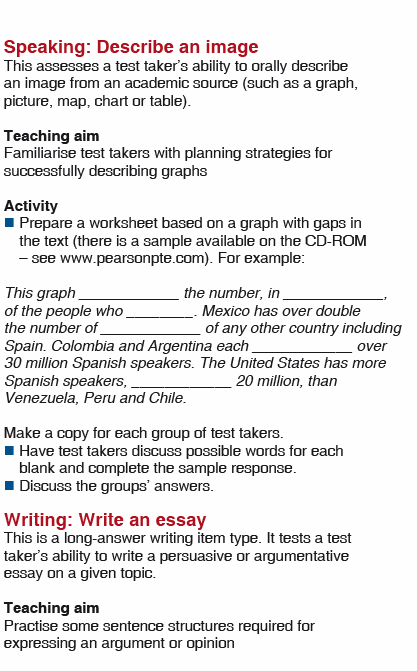 Speaking: Describe an image
This assesses a test taker's ability to orally describe
an image from an academic source (such as a graph,
picture, map, chart or table).
Teaching aim
Familiarise test takers with planning strategies for
successfully describing graphs
Activity
■ Prepare a worksheet based on a graph with gaps in
the text (there is a sample available on the CD-ROM
– see www.pearsonpte.com). For example:
This graph ____________ the number, in ____________,
of the people who ________. Mexico has over double
the number of ____________ of any other country including
Spain. Colombia and Argentina each ____________ over
30 million Spanish speakers. The United States has more
Spanish speakers, ____________ 20 million, than
Venezuela, Peru and Chile.
Make a copy for each group of test takers.
■ Have test takers discuss possible words for each
blank and complete the sample response.
■ Discuss the groups' answers.
Writing: Write an essay
This is a long-answer writing item type. It tests a test
taker's ability to write a persuasive or argumentative
essay on a given topic.
Teaching aim
Practise some sentence structures required for
expressing an argument or opinion